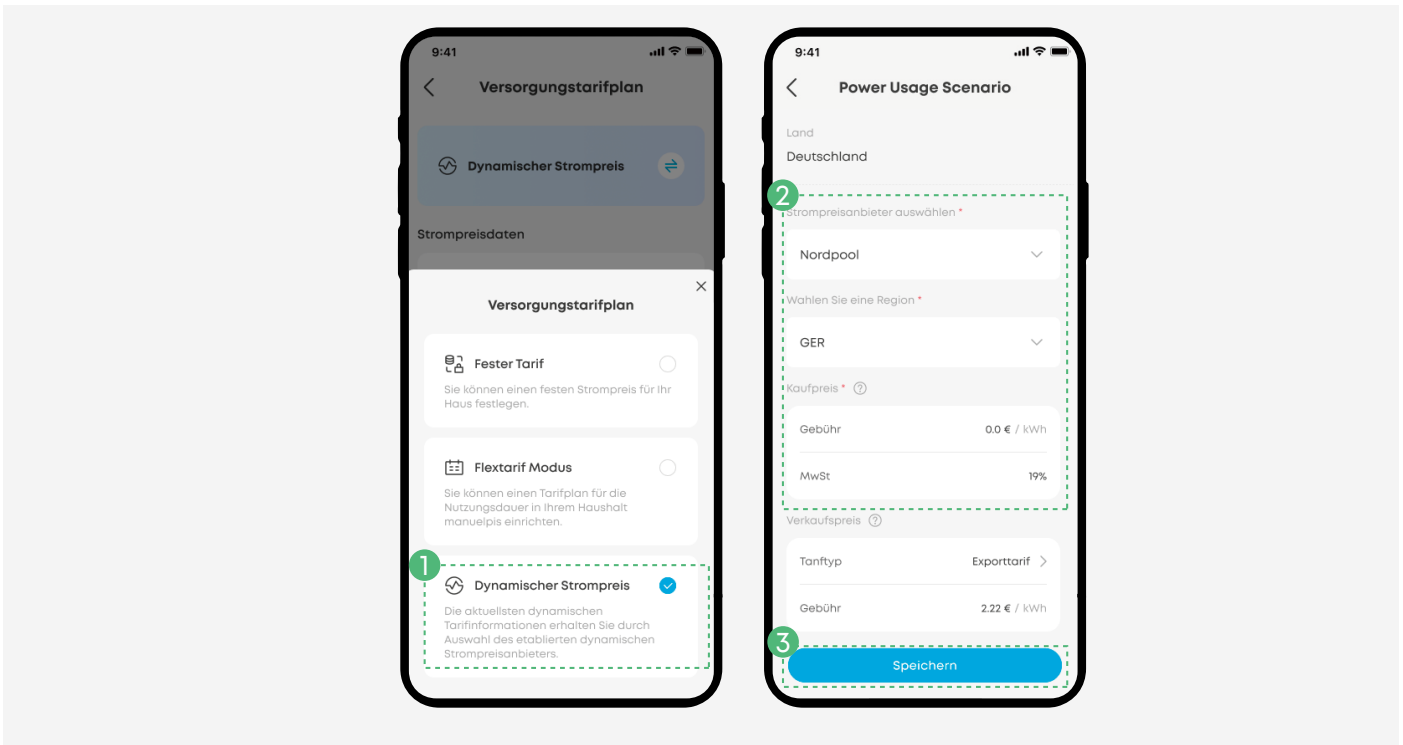 9:41
Versorgungstarifplan
Dynamischer Strompreis
Strompreisdaten
Versorgungstarifplan
Fester Tarif
Sie können einen festen Strompreis für Ihr
Haus festlegen.
Flextarif Modus
Sie können einen Tarifplan für die
Nutzungsdauer in Ihrem Haushalt
manuelpis einrichten.
1
Dynamischer Strompreis
Die aktuellsten dynamischen
Tarifinformationen erhalten Sie durch
Auswahl des etablierten dynamischen
Strompreisanbieters.
9:41
Power Usage Scenario
Land
Deutschland
2
Strompreisanbieter auswählen *
Nordpool
Wahlen Sie eine Region *
GER
Kaufpreis * ?
Gebühr 0.0 € / kWh
MwSt 19%
Verkaufspreis ?
Tanftyp Exporttarif
Gebühr 2.22 € / kWh
3
Speichern